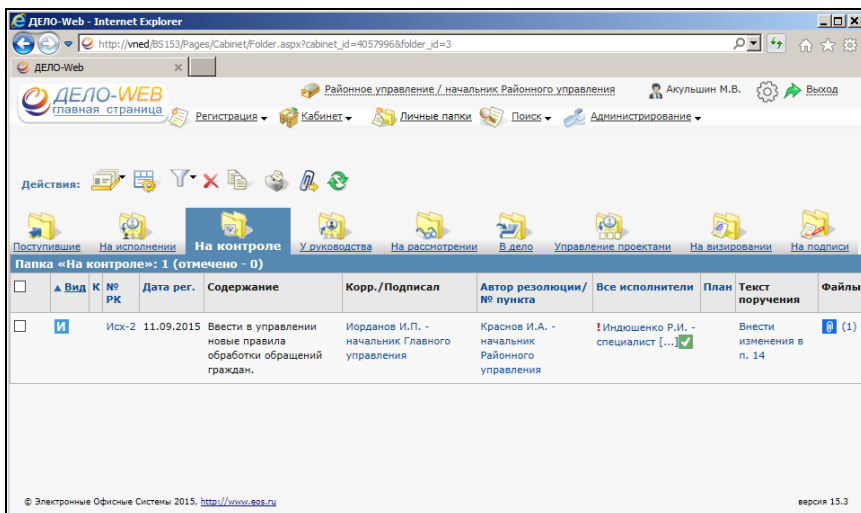 ДЕЛО-Web - Internet Explorer
http://vned/BS153/Pages/Cabinet/Folder.aspx?cabinet_id=4057996&folder_id=3
ДЕЛО-Web
ДЕЛО-WEB
главная страница
Районное управление / начальник Районного управления
Акульшин М.В.
Выход
Регистрация
Кабинет
Личные папки
Поиск
Администрирование
Действия:
Поступившие
На исполнении
На контроле
У руководства
На рассмотрении
В дело
Управление проектами
На визировании
На подписи
Папка «На контроле»: 1 (отмечено - 0)
Вид К № РК Дата рег. Содержание Корр./Подписал Автор резолюции/ № пункта Все исполнители План Текст поручения Файлы
И Исх-2 11.09.2015 Ввести в управлении Иорданов И.П. - Краснов И.А. - !Индюшенко Р.И. - Внести (1)
новые правила начальник Главного начальник специалист [...] изменения в
обработки обращений управления Районного п. 14
граждан. управления
© Электронные Офисные Системы 2015, http://www.eos.ru
версия 15.3